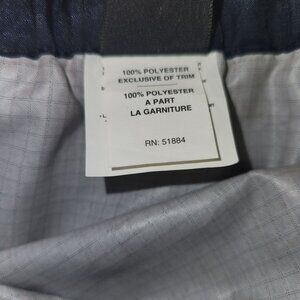 100% POLYESTER
EXCLUSIVE OF TRIM
100% POLYESTER
A PART
LA GARNITURE
RN: 51884